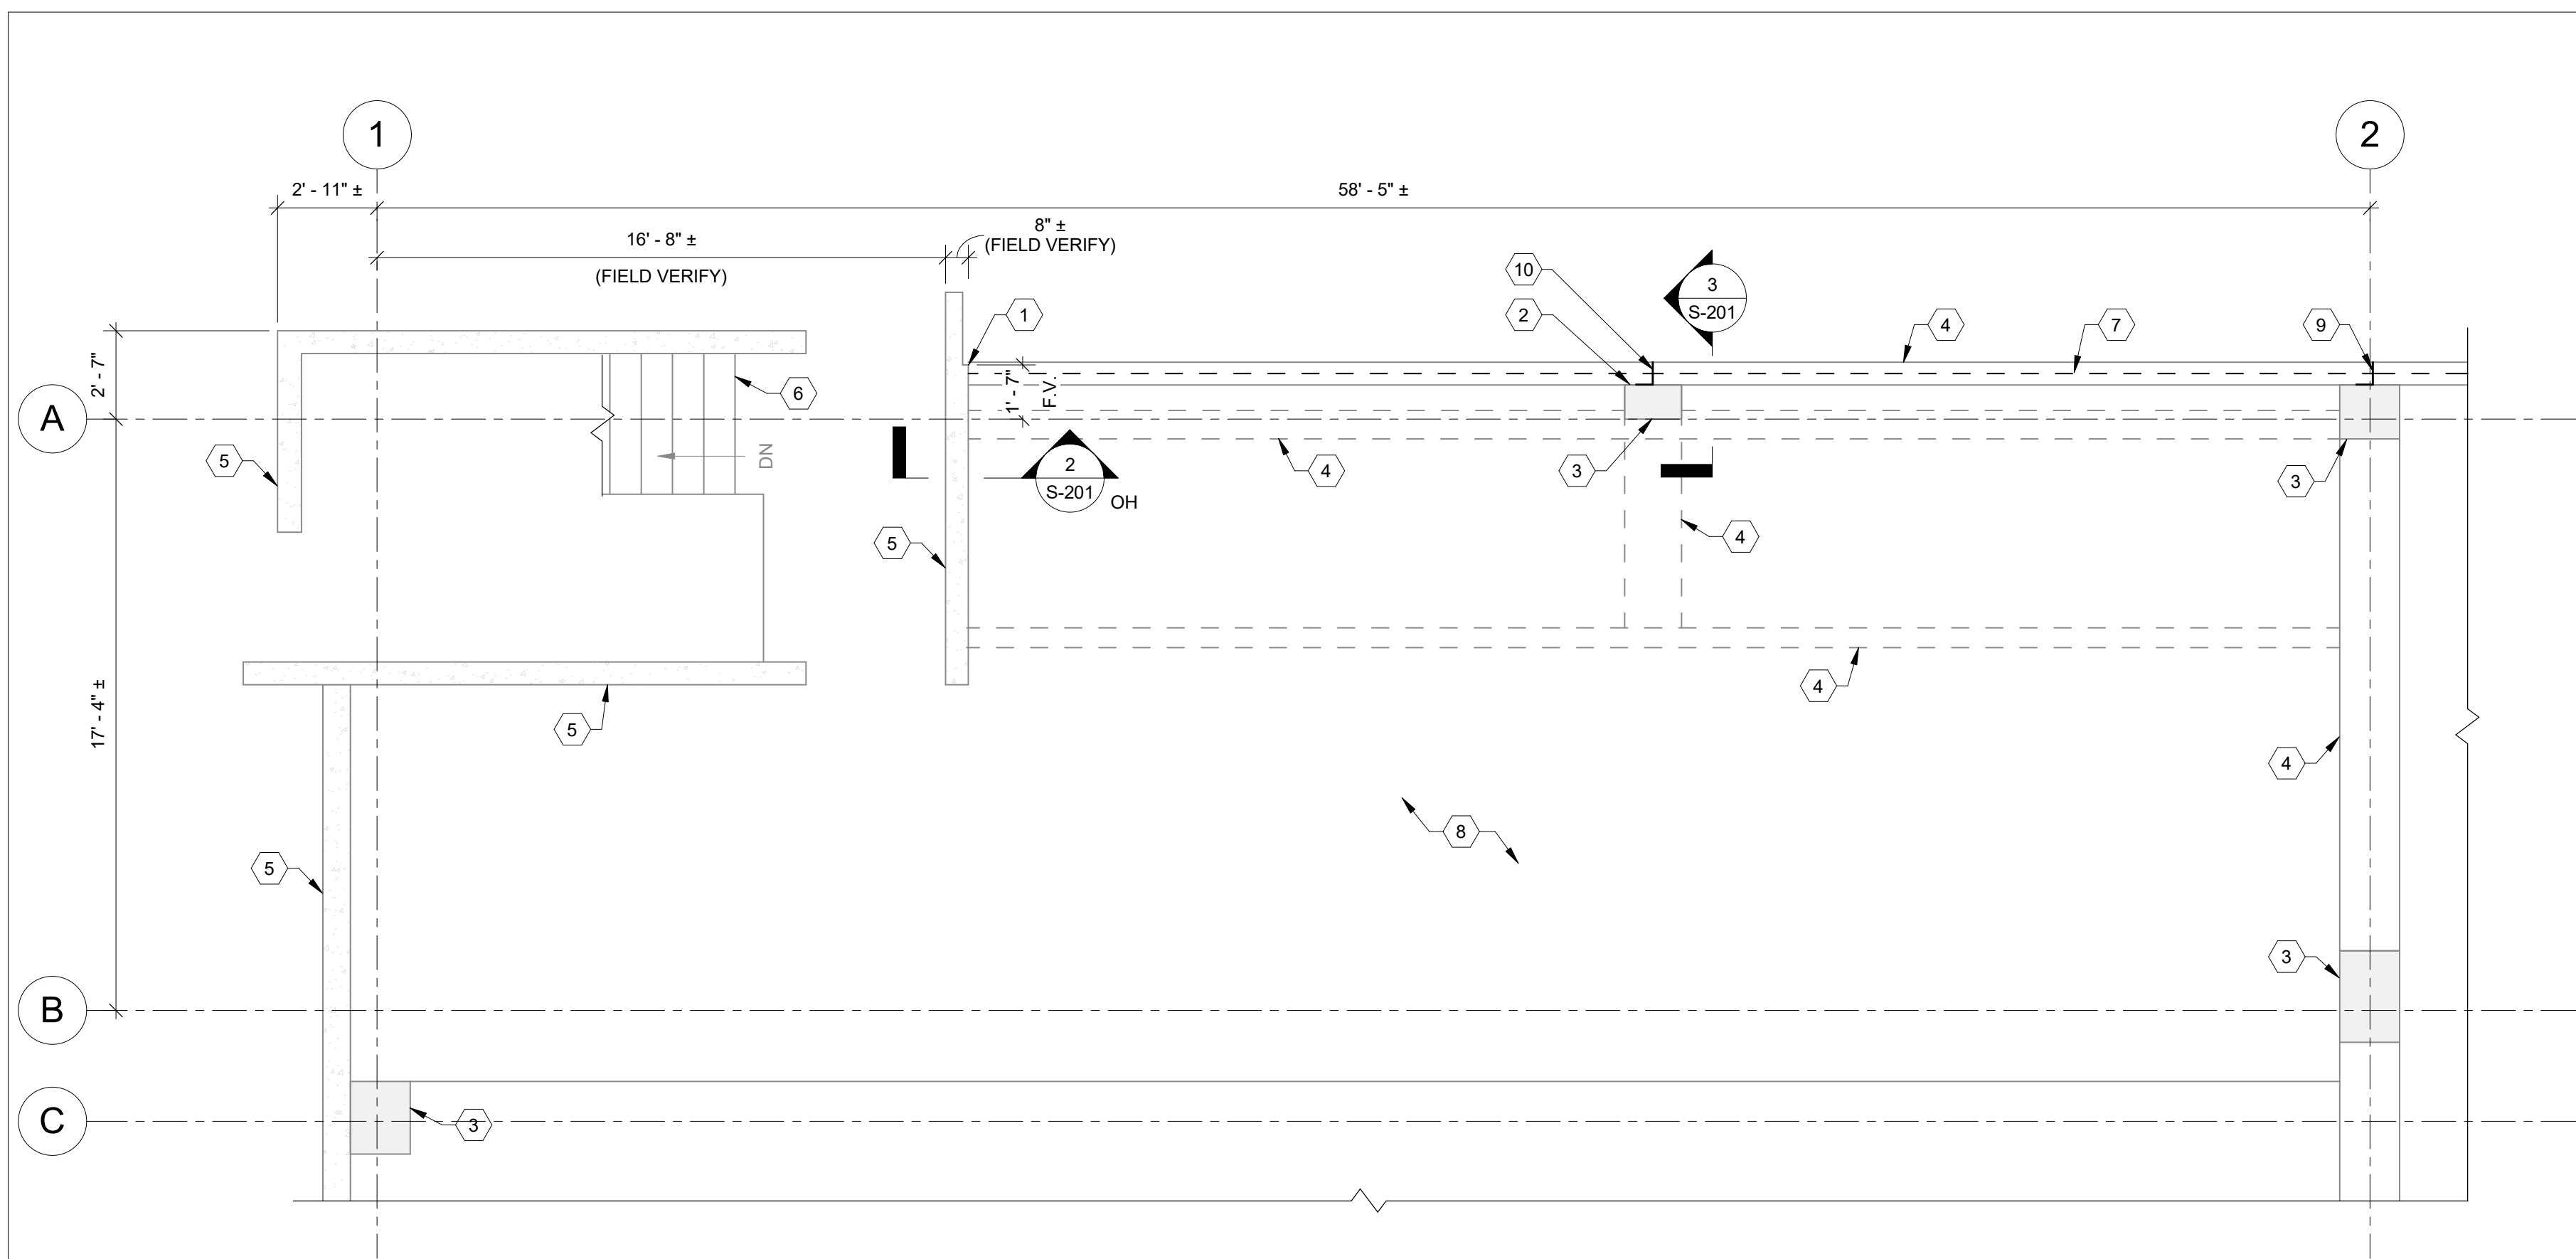 1
2
2' - 11" ±
58' - 5" ±
16' - 8" ±
(FIELD VERIFY)
8" ±
(FIELD VERIFY)
10
2
3
S-201
1
4
7
9
2' - 7"
1' - 7"
F.V.
6
A
DN
5
2
S-201
OH
4
3
3
5
4
17' - 4" ±
5
4
4
8
5
3
B
C
3